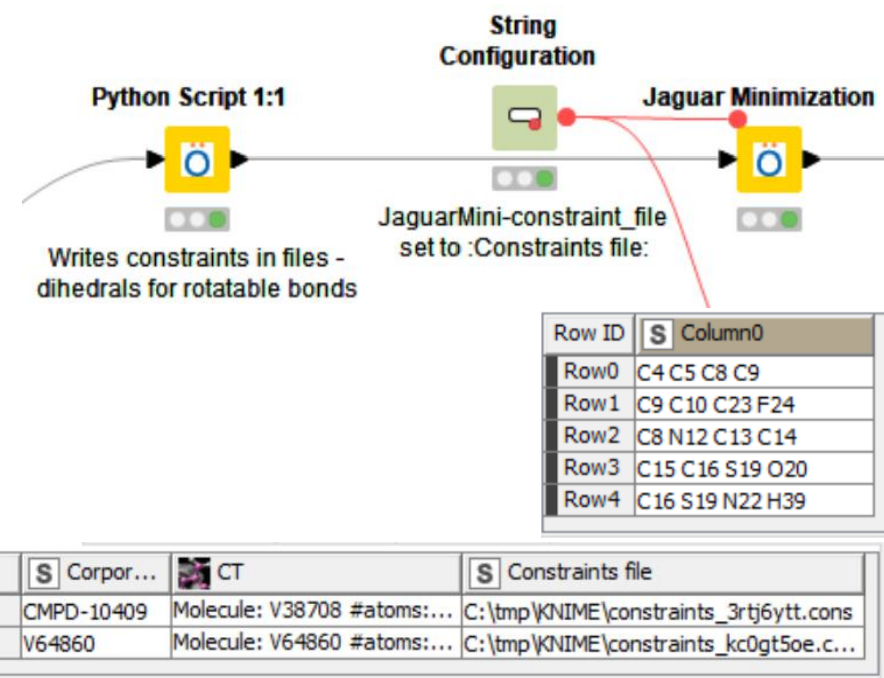 String
Configuration
Python Script 1:1
Jaguar Minimization
JaguarMini-constraint_file
set to :Constraints file:
Writes constraints in files -
dihedrals for rotatable bonds
Row ID S Column0
Row0 C4 C5 C8 C9
Row1 C9 C10 C23 F24
Row2 C8 N12 C13 C14
Row3 C15 C16 S19 O20
Row4 C16 S19 N22 H39
S Corpor... CT S Constraints file
CMPD-10409 Molecule: V38708 #atoms:... C:\tmp\KNIME\constraints_3rtj6ytt.cons
V64860 Molecule: V64860 #atoms:... C:\tmp\KNIME\constraints_kc0gt5oe.c...